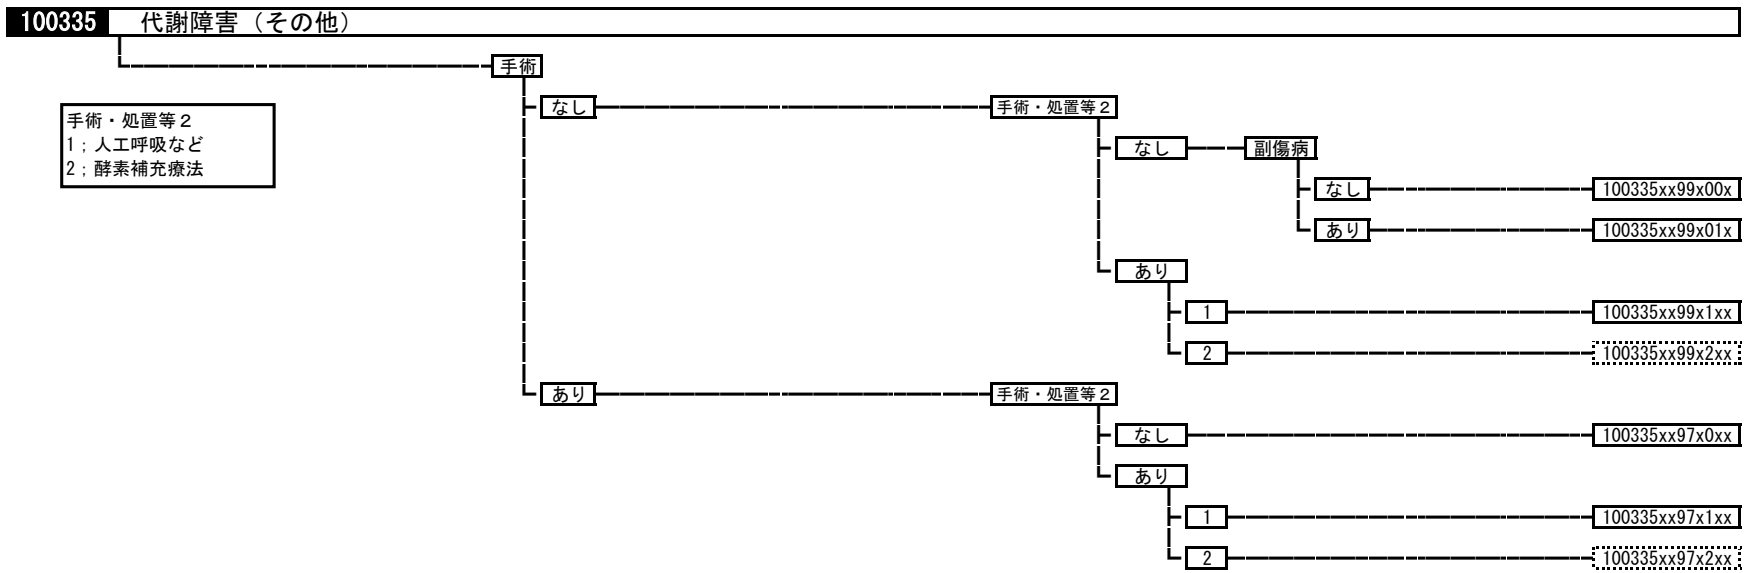 100335 代謝障害（その他）
手術
なし 手術・処置等２
手術・処置等２
1；人工呼吸など
2；酵素補充療法
なし 副傷病
なし 100335xx99x00x
あり 100335xx99x01x
あり
1 100335xx99x1xx
2 100335xx99x2xx
あり 手術・処置等２
なし 100335xx97x0xx
あり
1 100335xx97x1xx
2 100335xx97x2xx